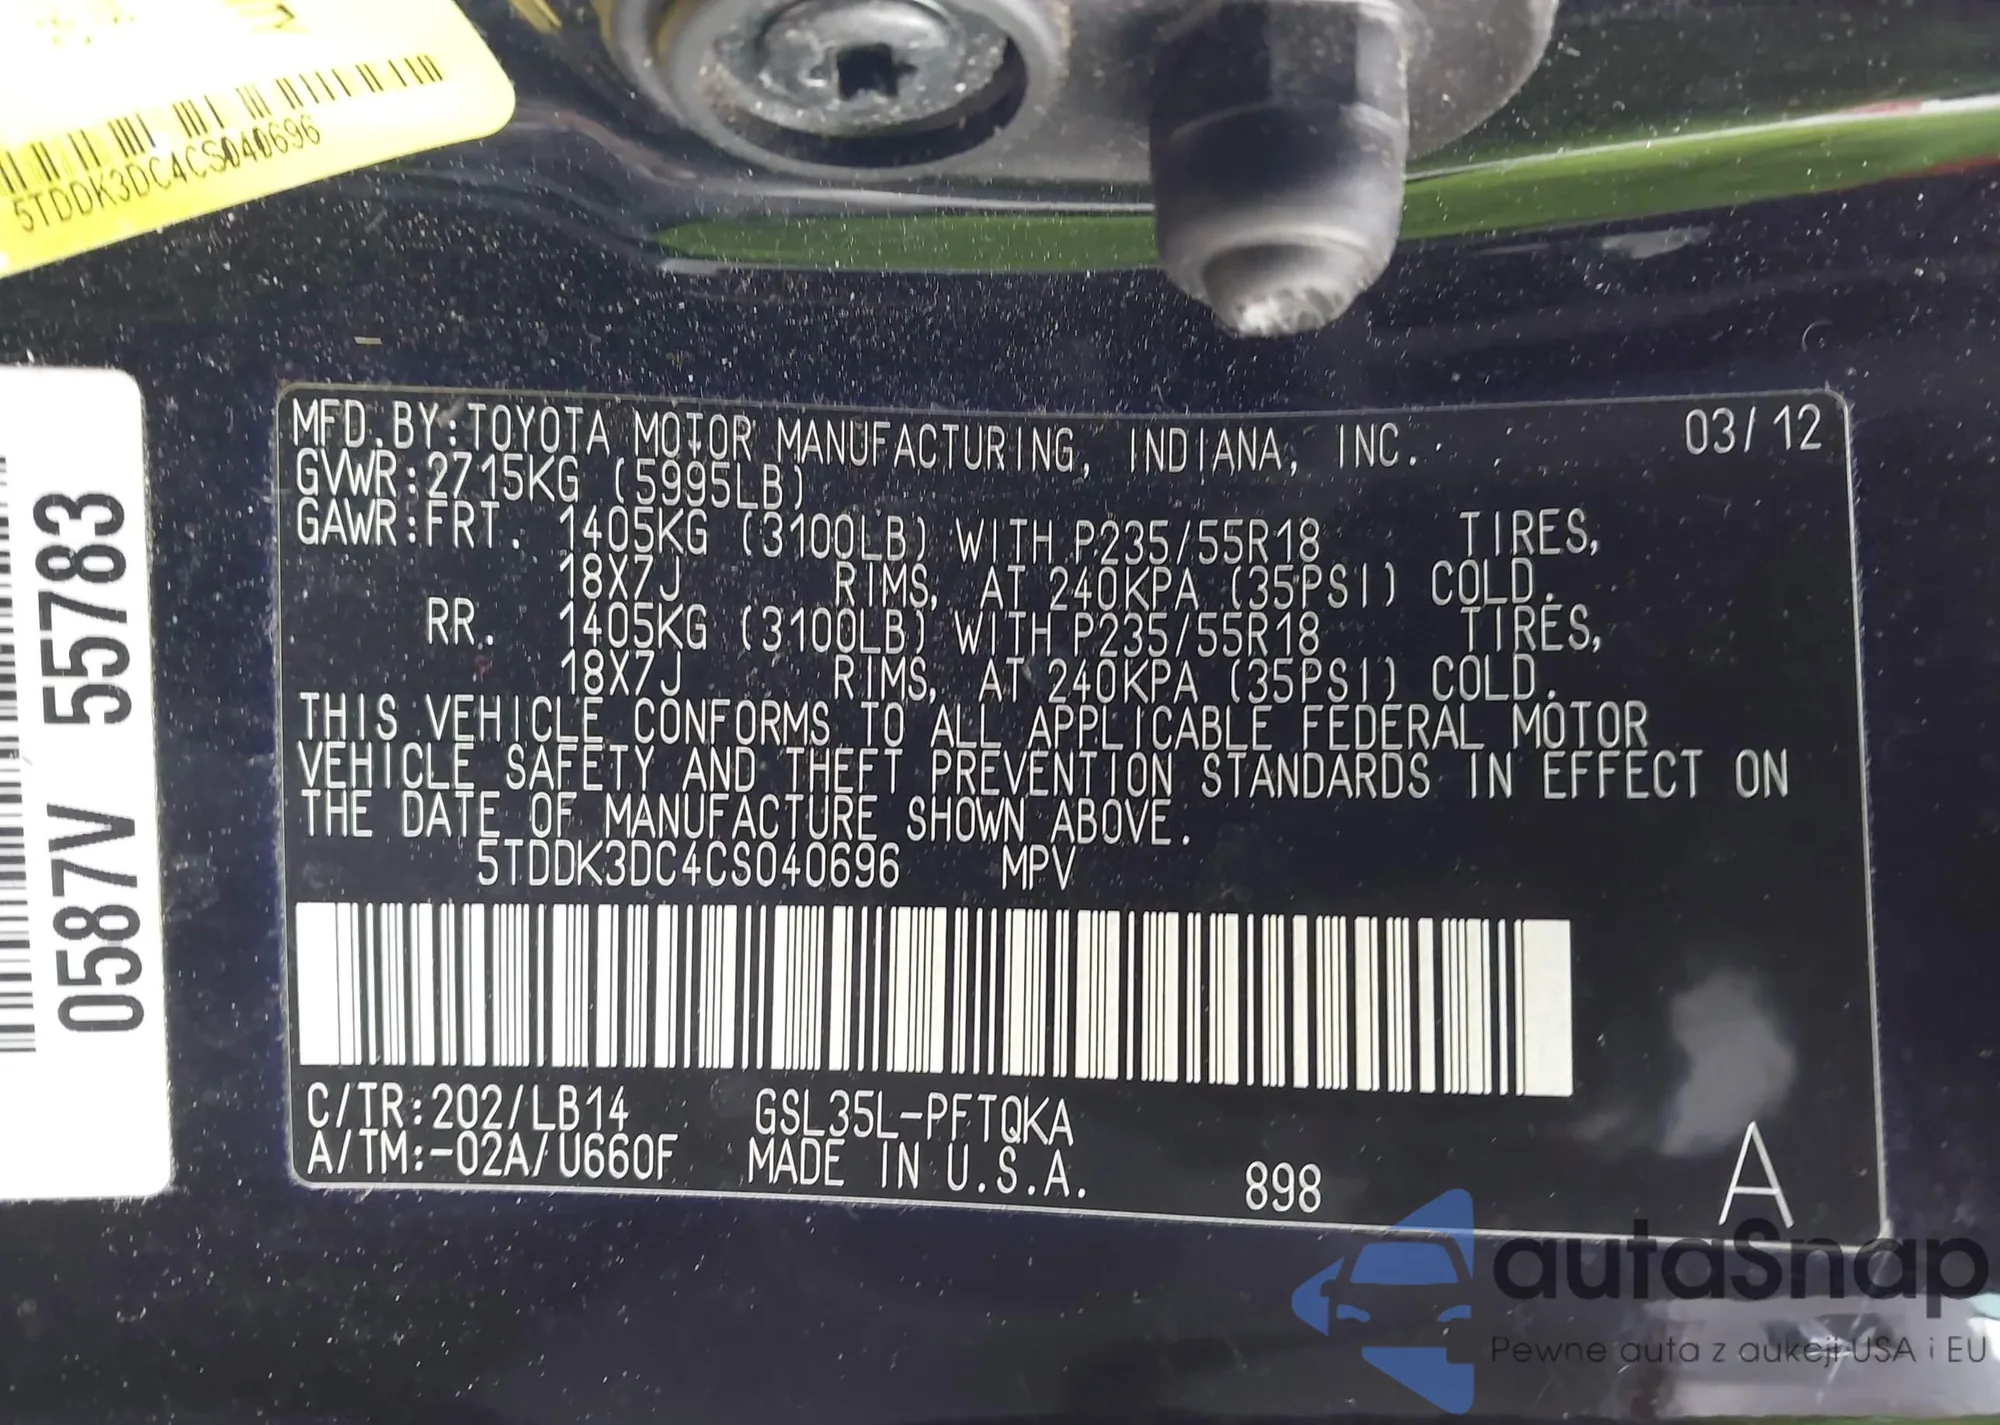 5TDDK3DC4CS040696
0587V 55783
MFD.BY:TOYOTA MOTOR MANUFACTURING, INDIANA, INC. 03/12
GVWR:2715KG (5995LB)
GAWR:FRT. 1405KG (3100LB) WITH P235/55R18 TIRES,
18X7J RIMS, AT 240KPA (35PSI) COLD.
RR. 1405KG (3100LB) WITH P235/55R18 TIRES,
18X7J RIMS, AT 240KPA (35PSI) COLD.
THIS VEHICLE CONFORMS TO ALL APPLICABLE FEDERAL MOTOR
VEHICLE SAFETY AND THEFT PREVENTION STANDARDS IN EFFECT ON
THE DATE OF MANUFACTURE SHOWN ABOVE.
5TDDK3DC4CS040696 MPV
C/TR:202/LB14 GSL35L-PFTQKA
A/TM:-02A/U660F MADE IN U.S.A. 898 A
autaSnap
Pewne auta z aukcji USA i EU